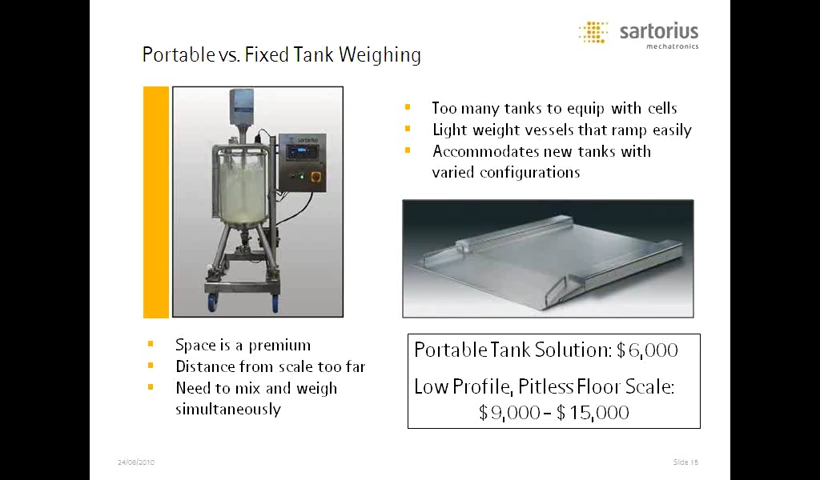 sartorius
mechatronics
Portable vs. Fixed Tank Weighing
sartorius
Too many tanks to equip with cells
Light weight vessels that ramp easily
Accommodates new tanks with
varied configurations
Space is a premium
Distance from scale too far
Need to mix and weigh
simultaneously
Portable Tank Solution: $6,000
Low Profile, Pitless Floor Scale:
$9,000 – $15,000
24/06/2010
Slide 15